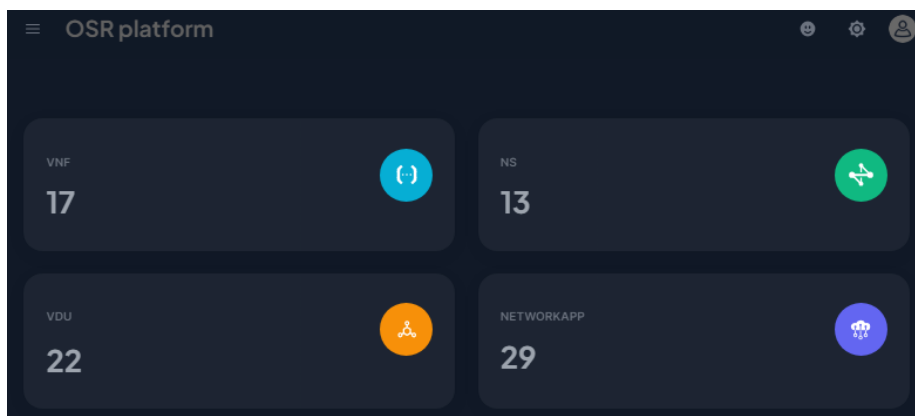 OSR platform
VNF
17
NS
13
VDU
22
NETWORKAPP
29